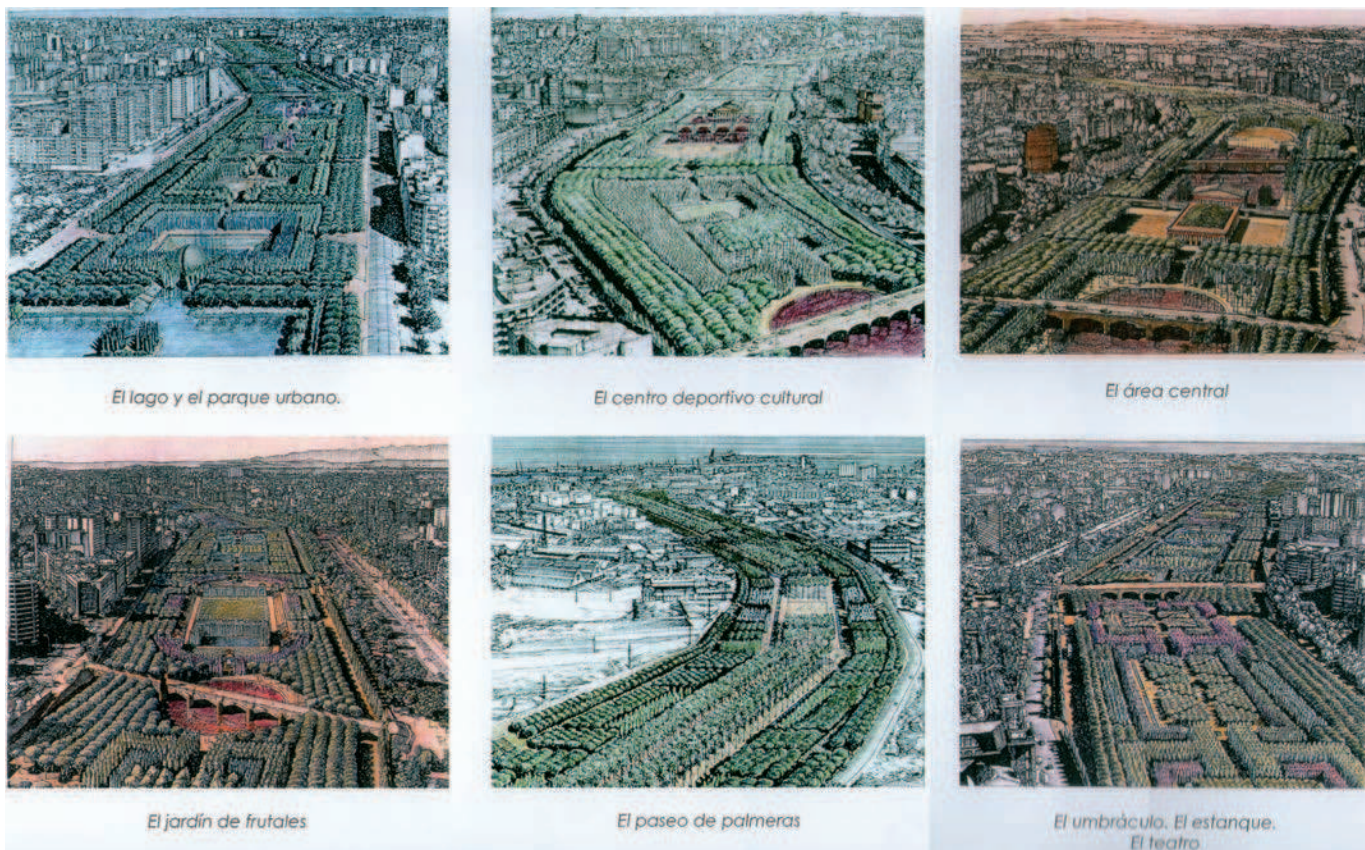 El lago y el parque urbano.
El centro deportivo cultural
El área central
El jardín de frutales
El paseo de palmeras
El umbráculo. El estanque.
El teatro